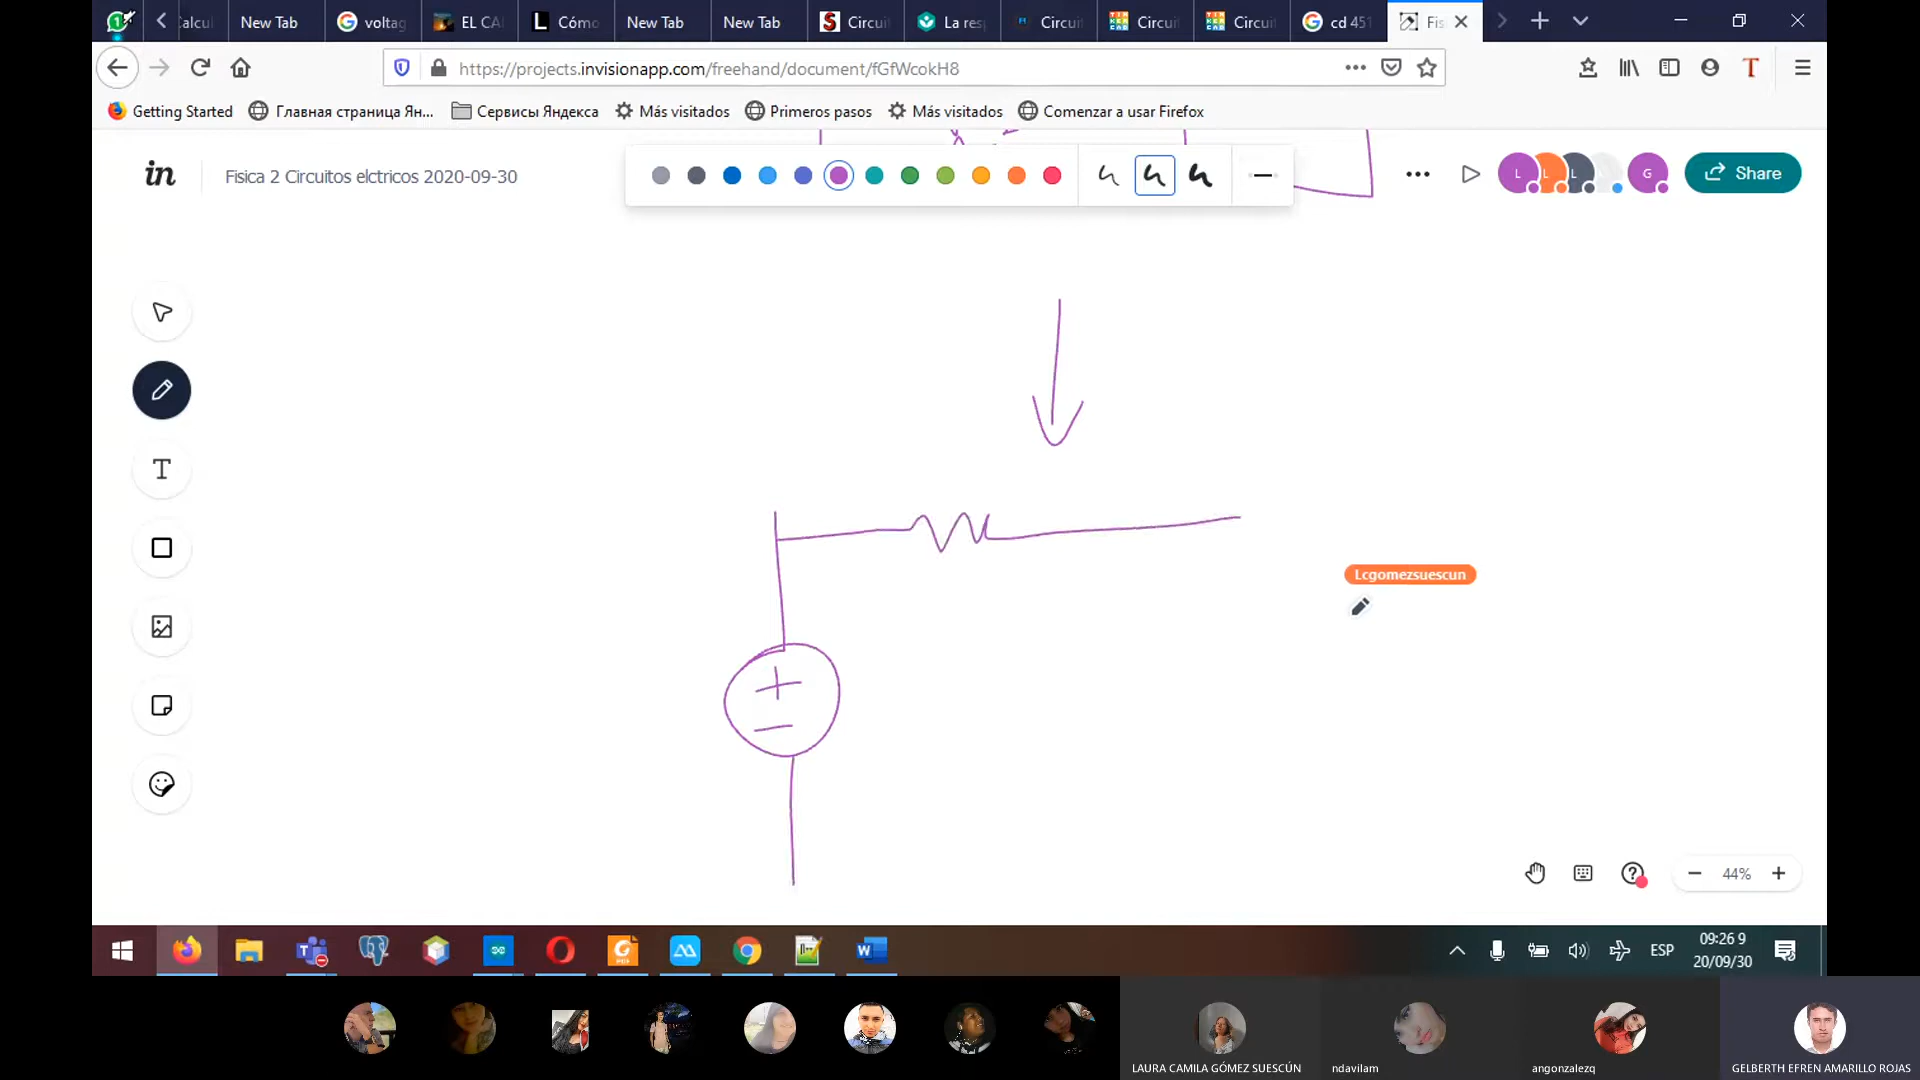 alcul
New Tab
voltag
EL CA
Cómo
New Tab
New Tab
Circui
La resp
Circui
Circui
Circui
cd 451
Fis
https://projects.invisionapp.com/freehand/document/fGfWcokH8
Getting Started
Главная страница Ян...
Сервисы Яндекса
Más visitados
Primeros pasos
Más visitados
Comenzar a usar Firefox
in
Fisica 2 Circuitos elctricos 2020-09-30
L
L
L
G
Share
T
Lcgomezsuescun
+
−
44%
ESP
09:26 9
20/09/30
LAURA CAMILA GÓMEZ SUESCÚN
ndavilam
angonzalezq
GELBERTH EFREN AMARILLO ROJAS